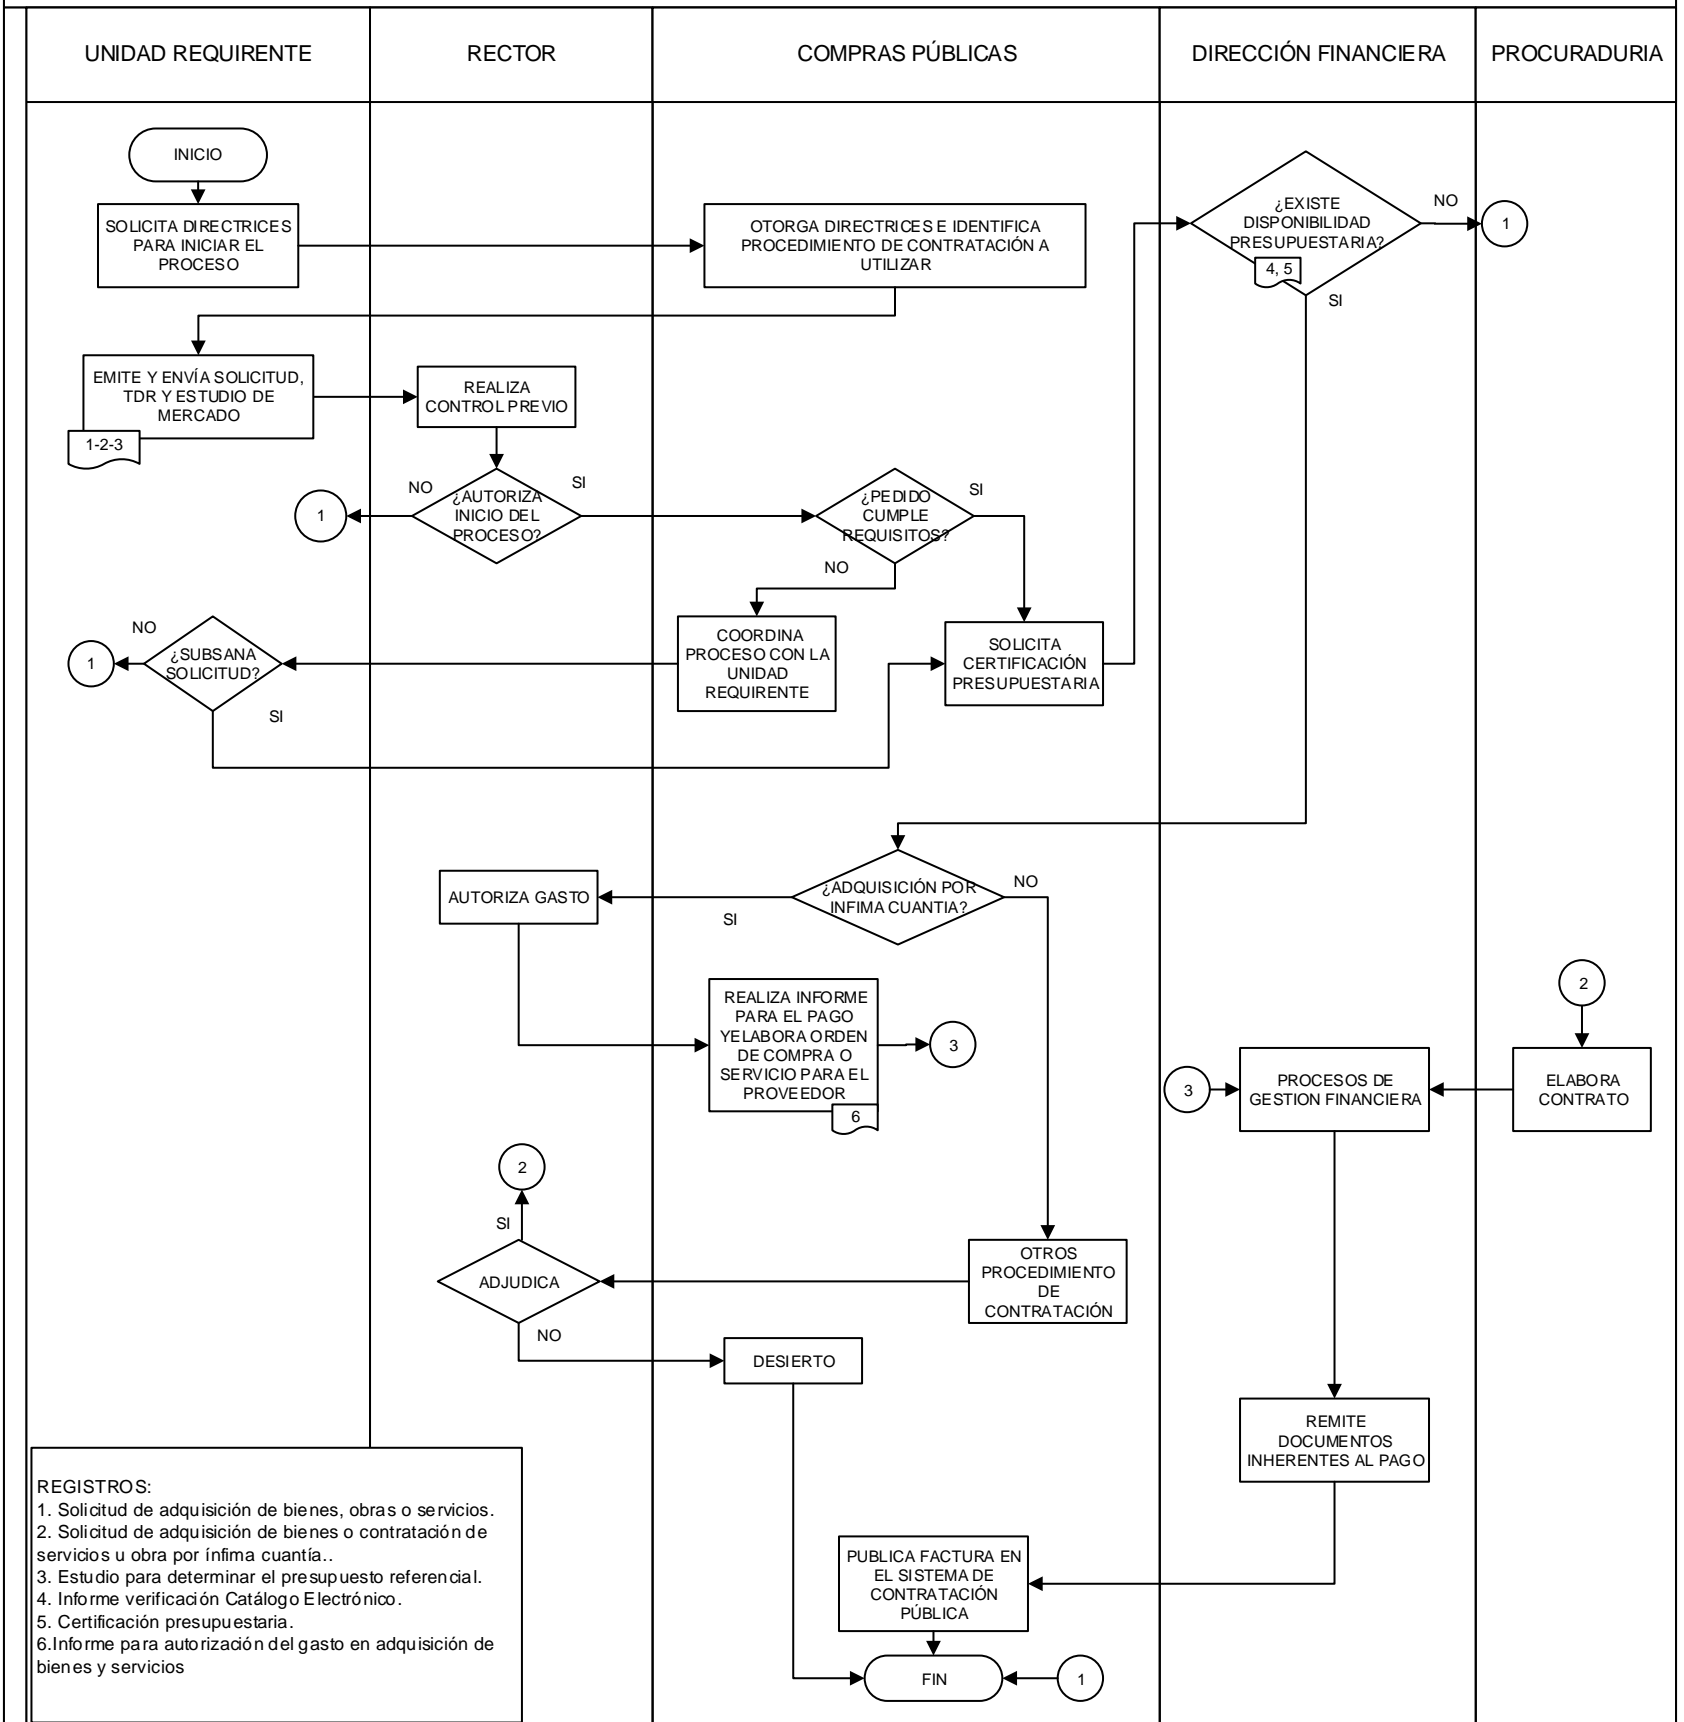 UNIDAD REQUIRENTE
RECTOR
COMPRAS PÚBLICAS
DIRECCIÓN FINANCIERA
PROCURADURIA
INICIO
SOLICITA DIRECTRICES
PARA INICIAR EL
PROCESO
OTORGA DIRECTRICES E IDENTIFICA
PROCEDIMIENTO DE CONTRATACIÓN A
UTILIZAR
¿EXISTE
DISPONIBILIDAD
PRESUPUESTARIA?
4, 5
NO
1
SI
EMITE Y ENVÍA SOLICITUD,
TDR Y ESTUDIO DE
MERCADO
1-2-3
REALIZA
CONTROL PREVIO
NO
1
¿AUTORIZA
INICIO DEL
PROCESO?
SI
¿PEDIDO
CUMPLE
REQUISITOS?
SI
NO
NO
1
¿SUBSANA
SOLICITUD?
SI
COORDINA
PROCESO CON LA
UNIDAD
REQUIRENTE
SOLICITA
CERTIFICACIÓN
PRESUPUESTARIA
AUTORIZA GASTO
SI
¿ADQUISICIÓN POR
INFIMA CUANTIA?
NO
REALIZA INFORME
PARA EL PAGO
YELABORA ORDEN
DE COMPRA O
SERVICIO PARA EL
PROVEEDOR
6
3
2
3
PROCESOS DE
GESTION FINANCIERA
ELABORA
CONTRATO
2
SI
ADJUDICA
NO
OTROS
PROCEDIMIENTO
DE
CONTRATACIÓN
DESIERTO
REMITE
DOCUMENTOS
INHERENTES AL PAGO
REGISTROS:
1. Solicitud de adquisición de bienes, obras o servicios.
2. Solicitud de adquisición de bienes o contratación de
servicios u obra por ínfima cuantía..
3. Estudio para determinar el presupuesto referencial.
4. Informe verificación Catálogo Electrónico.
5. Certificación presupuestaria.
6.Informe para autorización del gasto en adquisición de
bienes y servicios
PUBLICA FACTURA EN
EL SISTEMA DE
CONTRATACIÓN
PÚBLICA
FIN
1